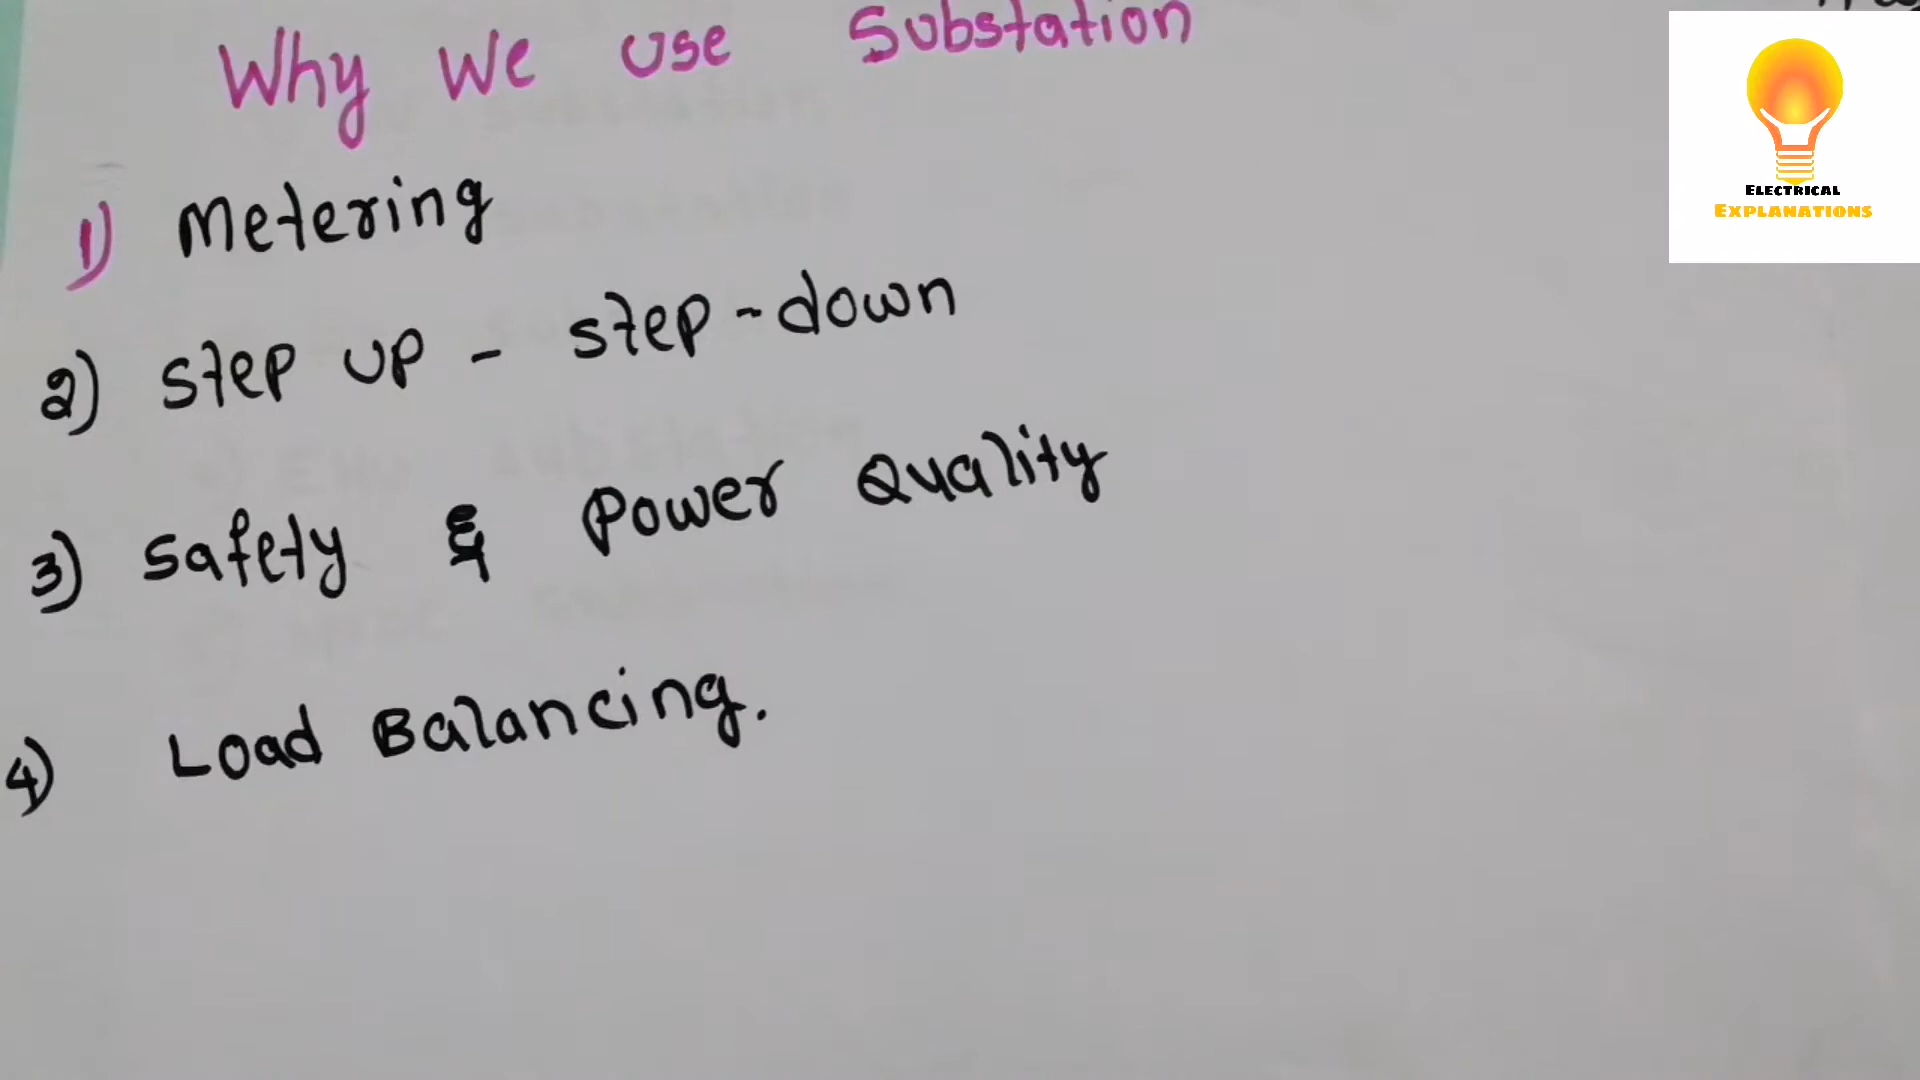 Why We use Substation
1) Metering
2) Step up - step-down
3) Safety & Power Quality
4) Load Balancing.
ELECTRICAL
EXPLANATIONS